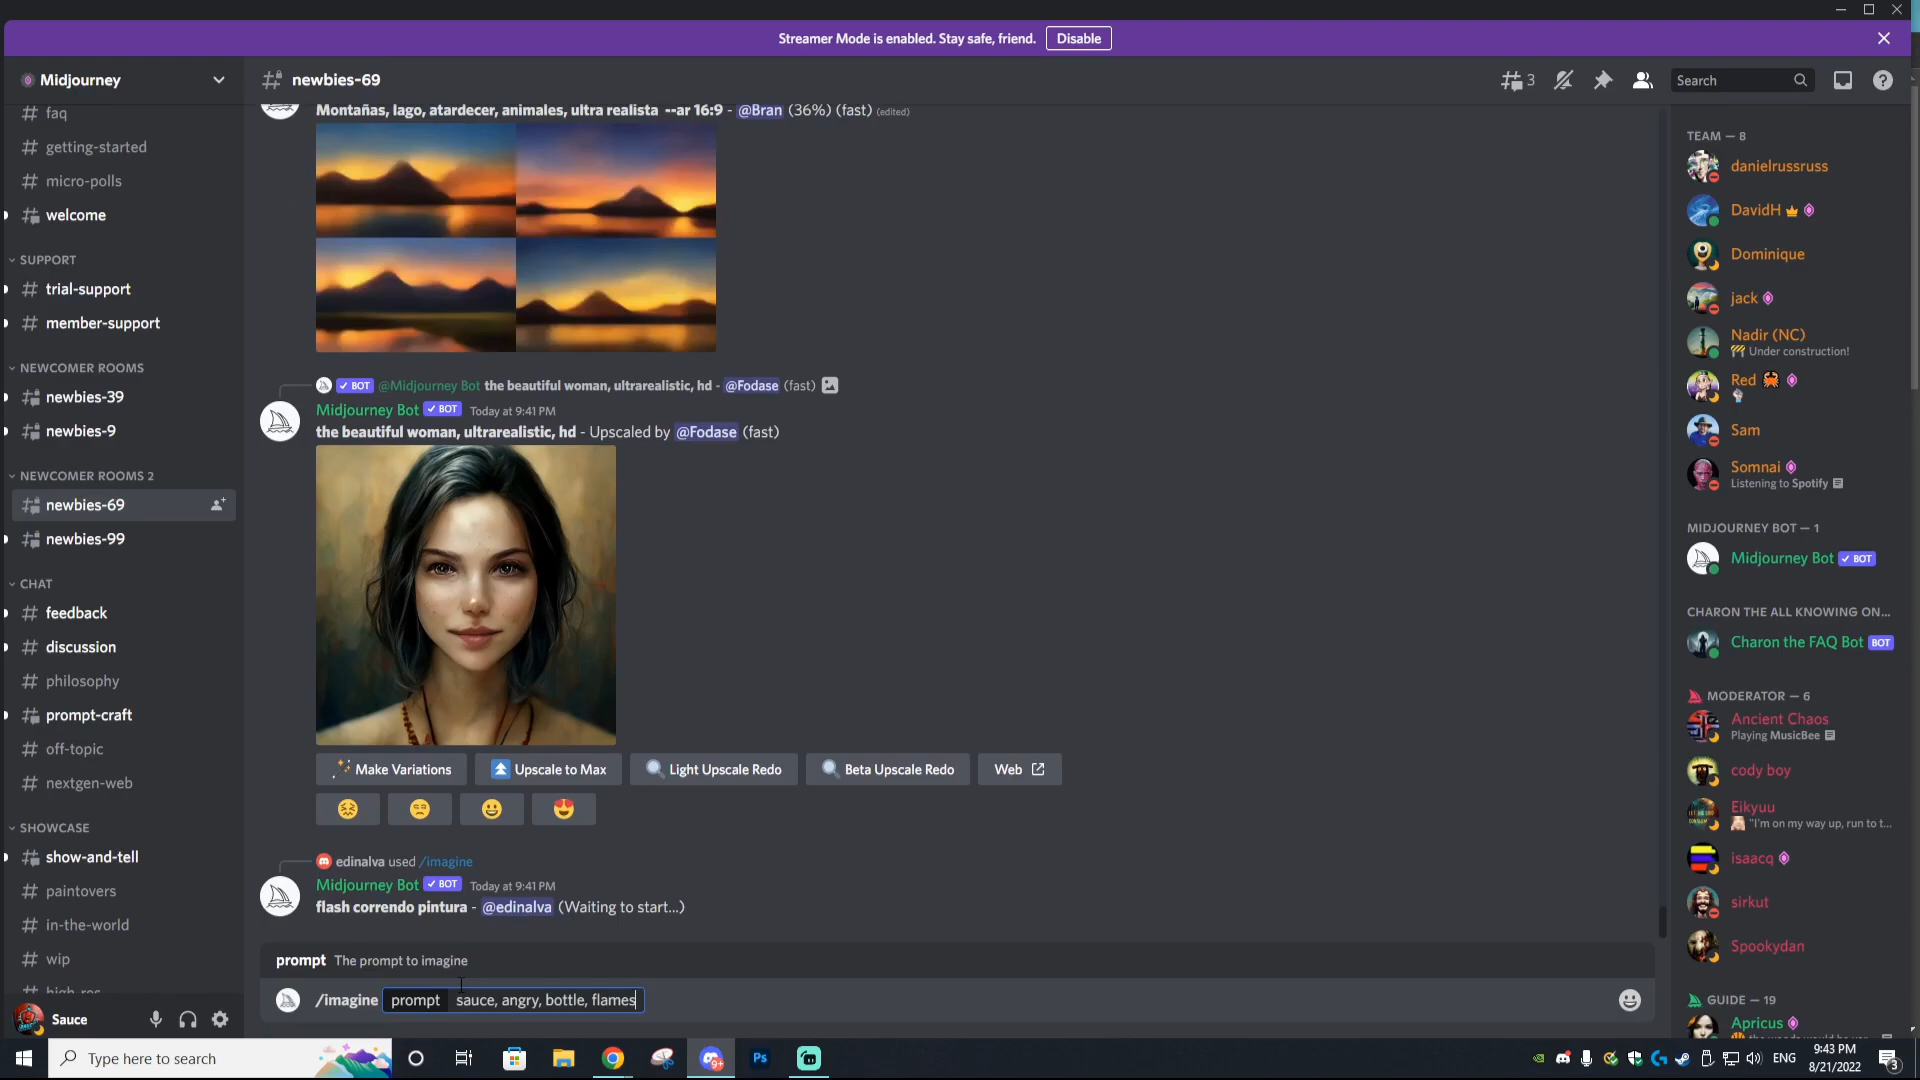 Streamer Mode is enabled. Stay safe, friend. Disable
Midjourney
faq
getting-started
micro-polls
welcome
SUPPORT
trial-support
member-support
NEWCOMER ROOMS
newbies-39
newbies-9
NEWCOMER ROOMS 2
newbies-69
newbies-99
CHAT
feedback
discussion
philosophy
prompt-craft
off-topic
nextgen-web
SHOWCASE
show-and-tell
paintovers
in-the-world
wip
high-res
Sauce
newbies-69
3
Search
Montañas, lago, atardecer, animales, ultra realista --ar 16:9 - @Bran (36%) (fast) (edited)
BOT @Midjourney Bot the beautiful woman, ultrarealistic, hd - @Fodase (fast)
Midjourney Bot BOT Today at 9:41 PM
the beautiful woman, ultrarealistic, hd - Upscaled by @Fodase (fast)
Make Variations Upscale to Max Light Upscale Redo Beta Upscale Redo Web
edinalva used /imagine
Midjourney Bot BOT Today at 9:41 PM
flash correndo pintura - @edinalva (Waiting to start...)
prompt The prompt to imagine
/imagine prompt sauce, angry, bottle, flames
TEAM — 8
danielrussruss
DavidH
Dominique
jack
Nadir (NC)
Under construction!
Red
Sam
Somnai
Listening to Spotify
MIDJOURNEY BOT — 1
Midjourney Bot BOT
CHARON THE ALL KNOWING ON...
Charon the FAQ Bot BOT
MODERATOR — 6
Ancient Chaos
Playing MusicBee
cody boy
Eikyuu
"I'm on my way up, run to t...
isaacq
sirkut
Spookydan
GUIDE — 19
Apricus
Type here to search
9+
Ps
ENG
9:43 PM
8/21/2022
3